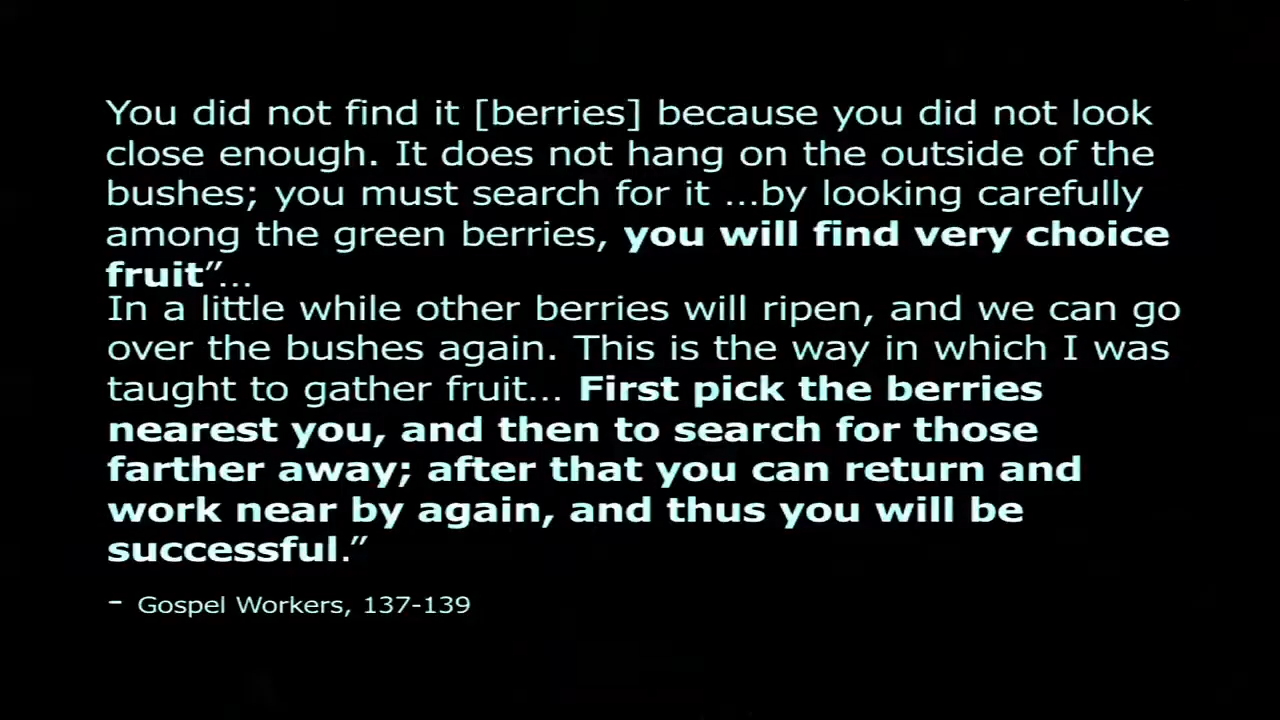 You did not find it [berries] because you did not look
close enough. It does not hang on the outside of the
bushes; you must search for it ...by looking carefully
among the green berries, you will find very choice
fruit”...
In a little while other berries will ripen, and we can go
over the bushes again. This is the way in which I was
taught to gather fruit... First pick the berries
nearest you, and then to search for those
farther away; after that you can return and
work near by again, and thus you will be
successful.”
– Gospel Workers, 137-139